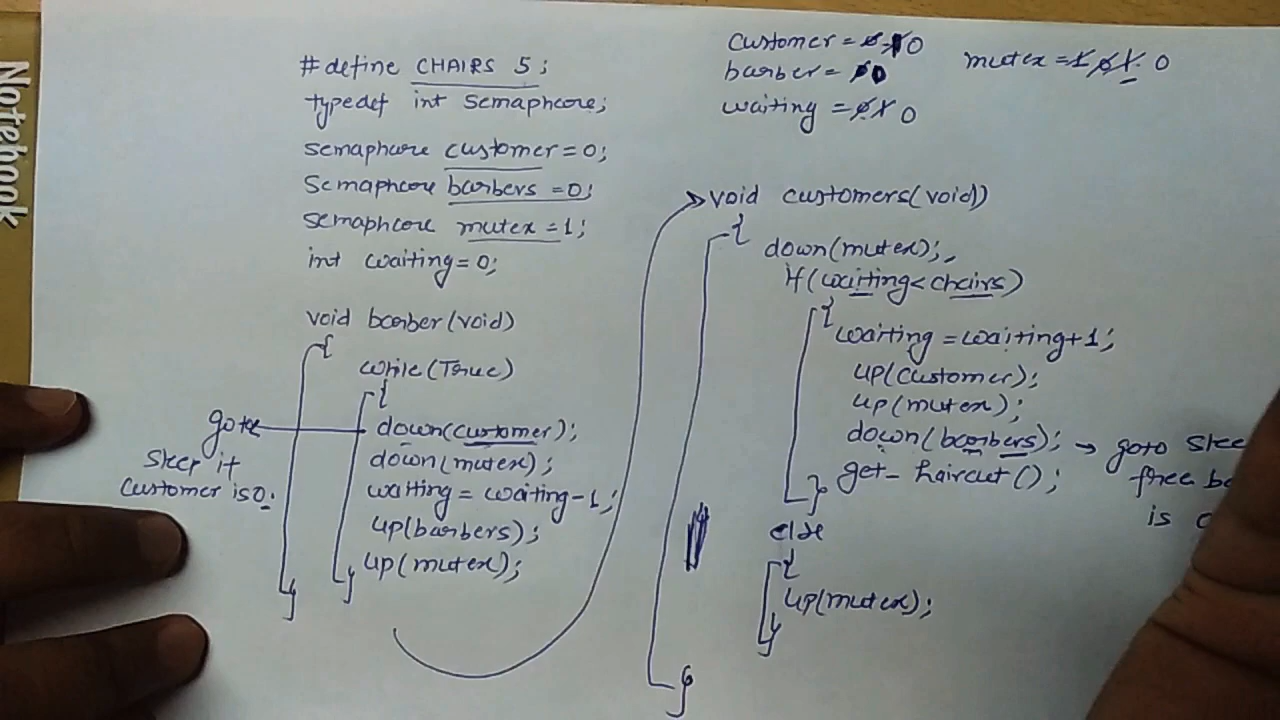 Notebook
#define CHAIRS 5;
typedef int semaphore;
semaphore customer=0;
Semaphore barbers=0;
semaphore mutex=1;
int waiting=0;
void barber(void)
{
while(True)
{
down(customer);
down(mutex);
waiting = waiting-1;
up(barbers);
up(mutex);
}
}
goto
sleep if
customer is 0.
customer = 0 1 0
barber = 0
waiting = 0 1 0
mutex = 1 0 1 0
void customers(void)
{
down(mutex);
if(waiting<chairs)
{
waiting=waiting+1;
up(customer);
up(mutex);
down(barbers); → goto slee
free ba
is
get_haircut();
}
else
{
up(mutex);
}
}